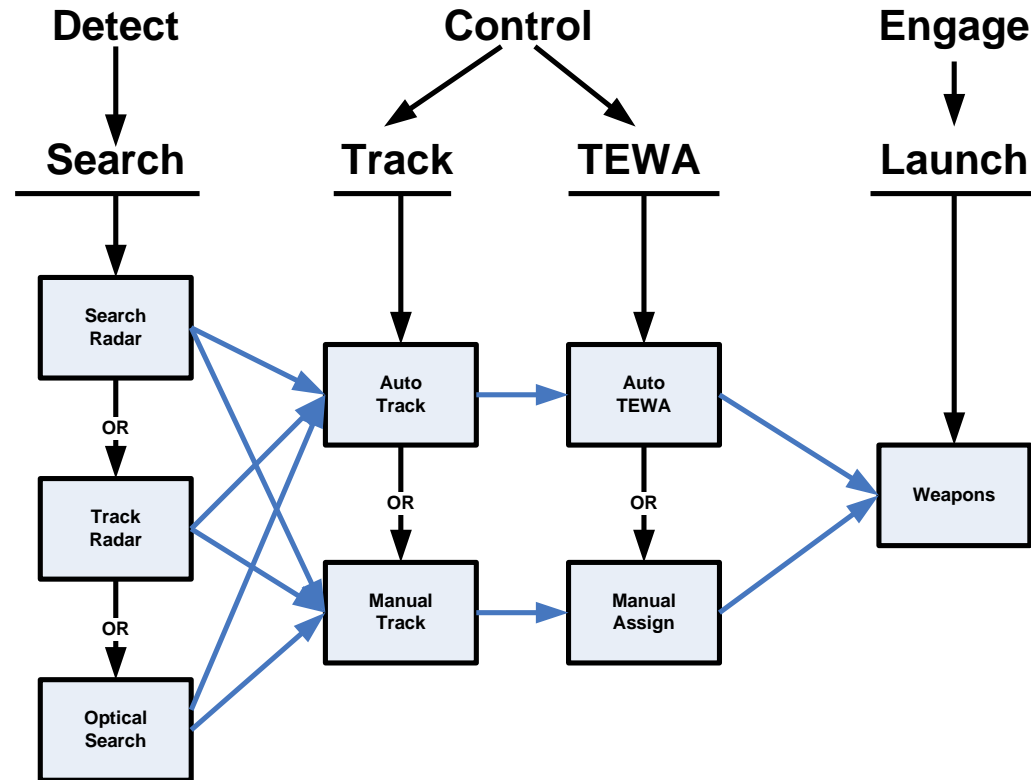 Detect
Control
Engage
Search
Track
TEWA
Launch
Search
Radar
OR
Track
Radar
OR
Optical
Search
Auto
Track
OR
Manual
Track
Auto
TEWA
OR
Manual
Assign
Weapons